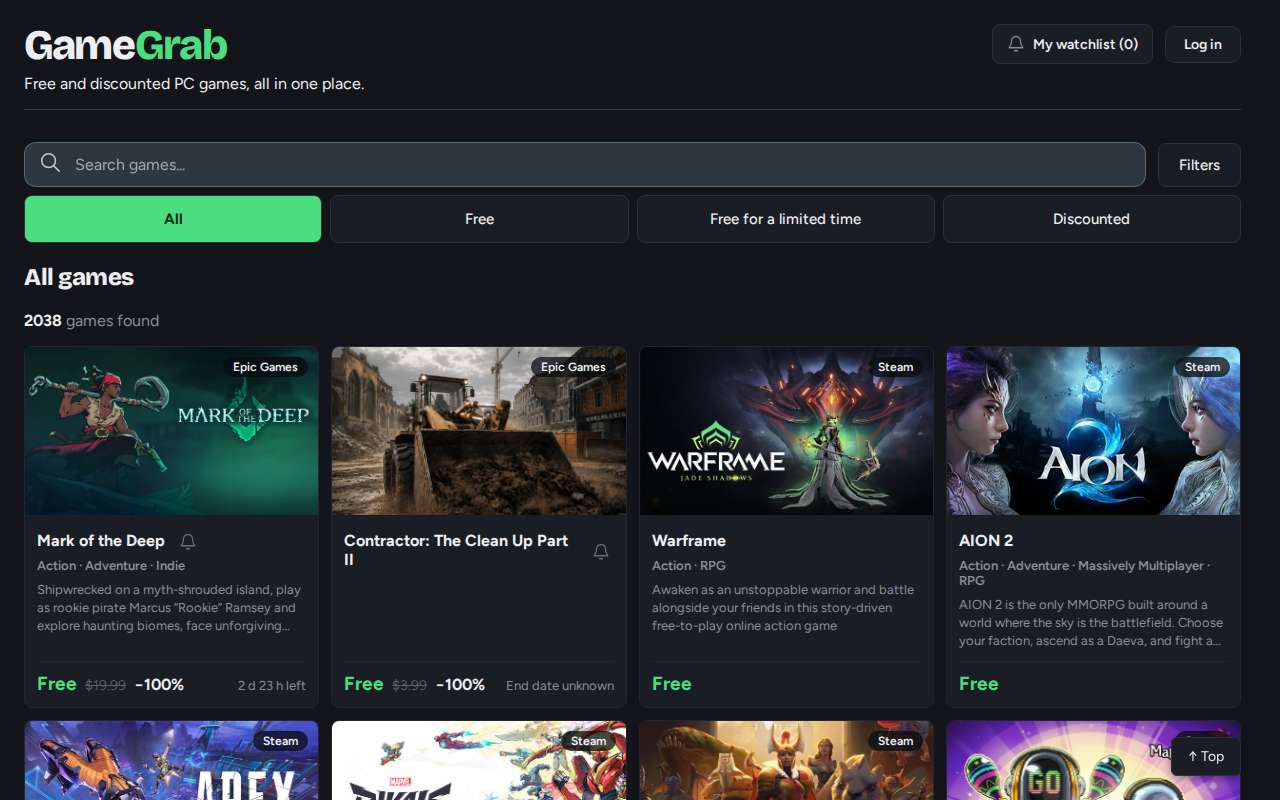 GameGrab
My watchlist (0)
Log in
Free and discounted PC games, all in one place.
Search games...
Filters
All
Free
Free for a limited time
Discounted
All games
2038 games found
Epic Games
MARK OF THE DEEP
Mark of the Deep
Action · Adventure · Indie
Shipwrecked on a myth-shrouded island, play
as rookie pirate Marcus "Rookie" Ramsey and
explore haunting biomes, face unforgiving...
Free $19.99 −100%
2 d 23 h left
Epic Games
Contractor: The Clean Up Part
II
Free $3.99 −100%
End date unknown
Steam
WARFRAME
JADE SHADOWS
Warframe
Action · RPG
Awaken as an unstoppable warrior and battle
alongside your friends in this story-driven
free-to-play online action game
Free
Steam
AION 2
AION 2
Action · Adventure · Massively Multiplayer ·
RPG
AION 2 is the only MMORPG built around a
world where the sky is the battlefield. Choose
your faction, ascend as a Daeva, and fight a...
Free
Steam
APEX
Steam
MARVEL
RIVALS
Steam
GO
↑ Top